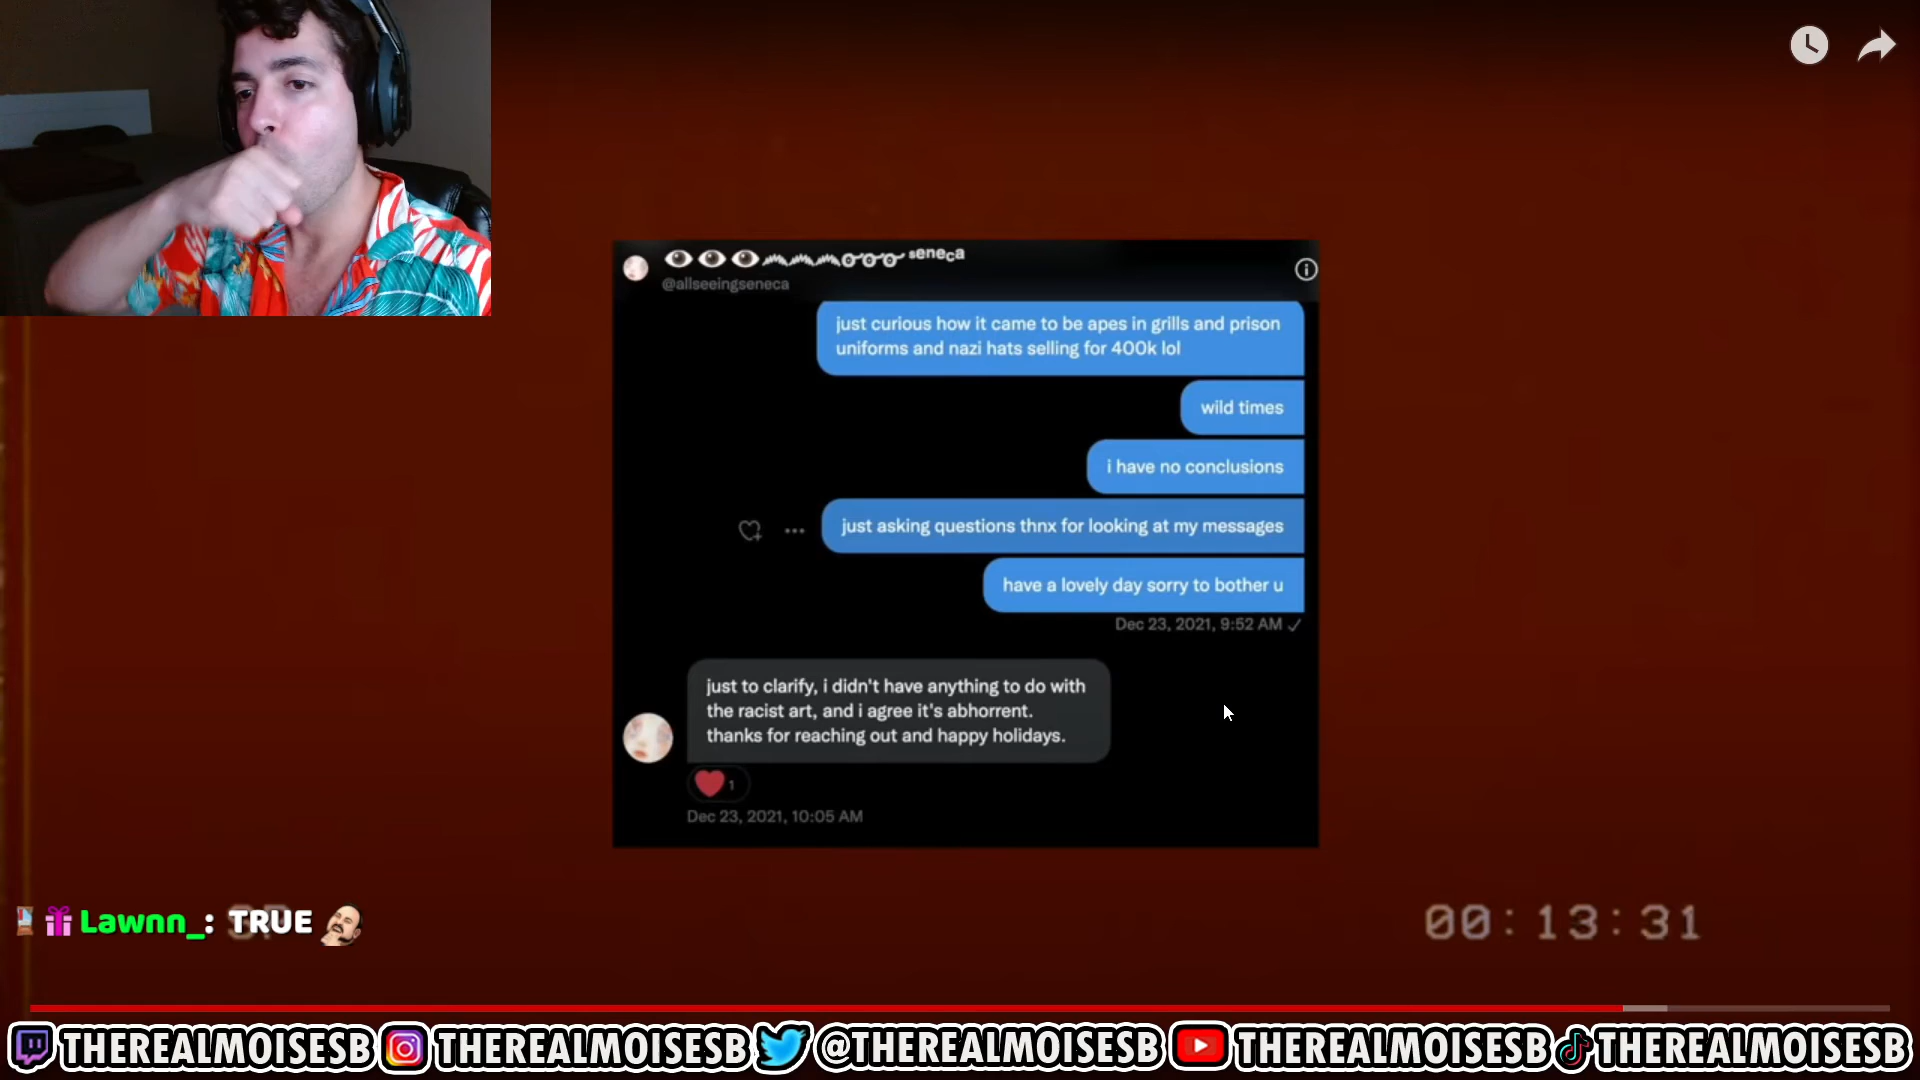 seneca
@allseeingseneca
just curious how it came to be apes in grills and prison
uniforms and nazi hats selling for 400k lol
wild times
i have no conclusions
just asking questions thnx for looking at my messages
have a lovely day sorry to bother u
Dec 23, 2021, 9:52 AM
just to clarify, i didn't have anything to do with
the racist art, and i agree it's abhorrent.
thanks for reaching out and happy holidays.
1
Dec 23, 2021, 10:05 AM
Lawnn_: TRUE
00:13:31
THEREALMOISESB THEREALMOISESB @THEREALMOISESB THEREALMOISESB THEREALMOISESB